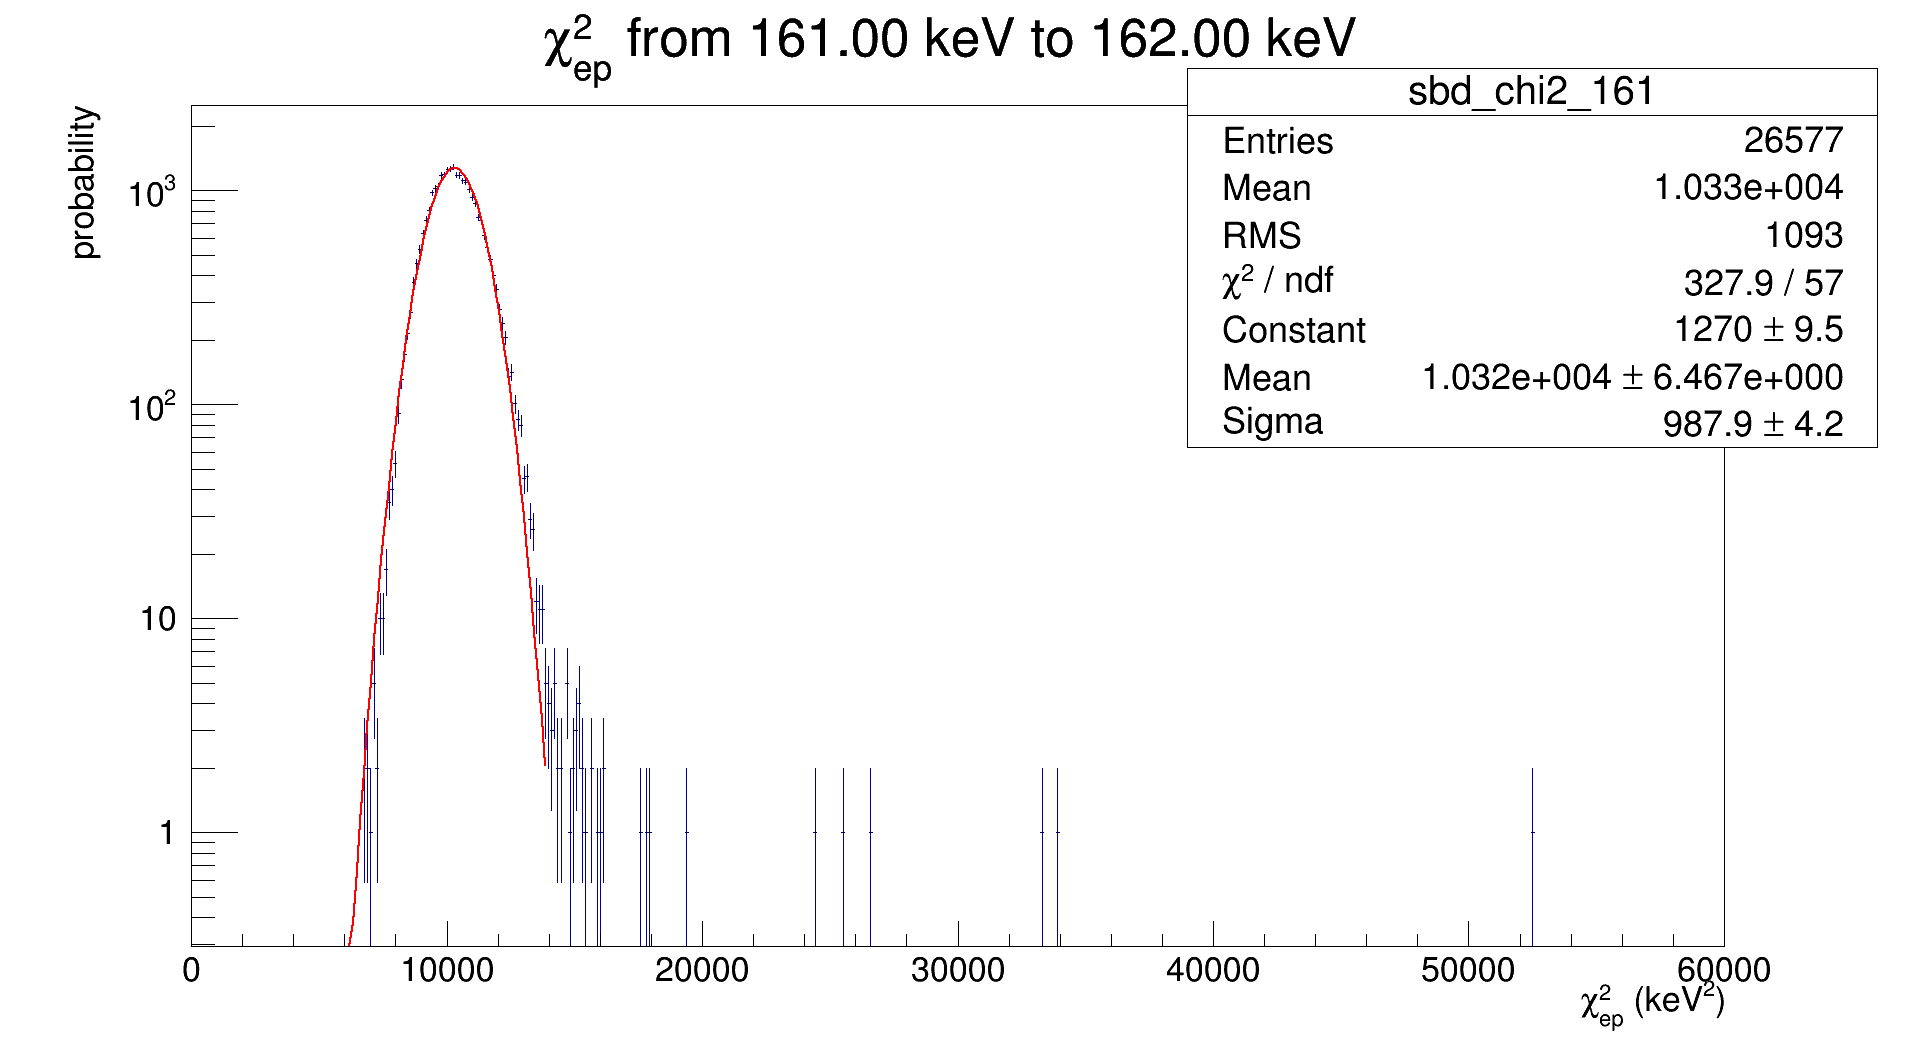 χ²ep from 161.00 keV to 162.00 keV
sbd_chi2_161
Entries 26577
Mean 1.033e+004
RMS 1093
χ² / ndf 327.9 / 57
Constant 1270 ± 9.5
Mean 1.032e+004 ± 6.467e+000
Sigma 987.9 ± 4.2
probability
10³
10²
10
1
0 10000 20000 30000 40000 50000 60000
χ²ep (keV²)